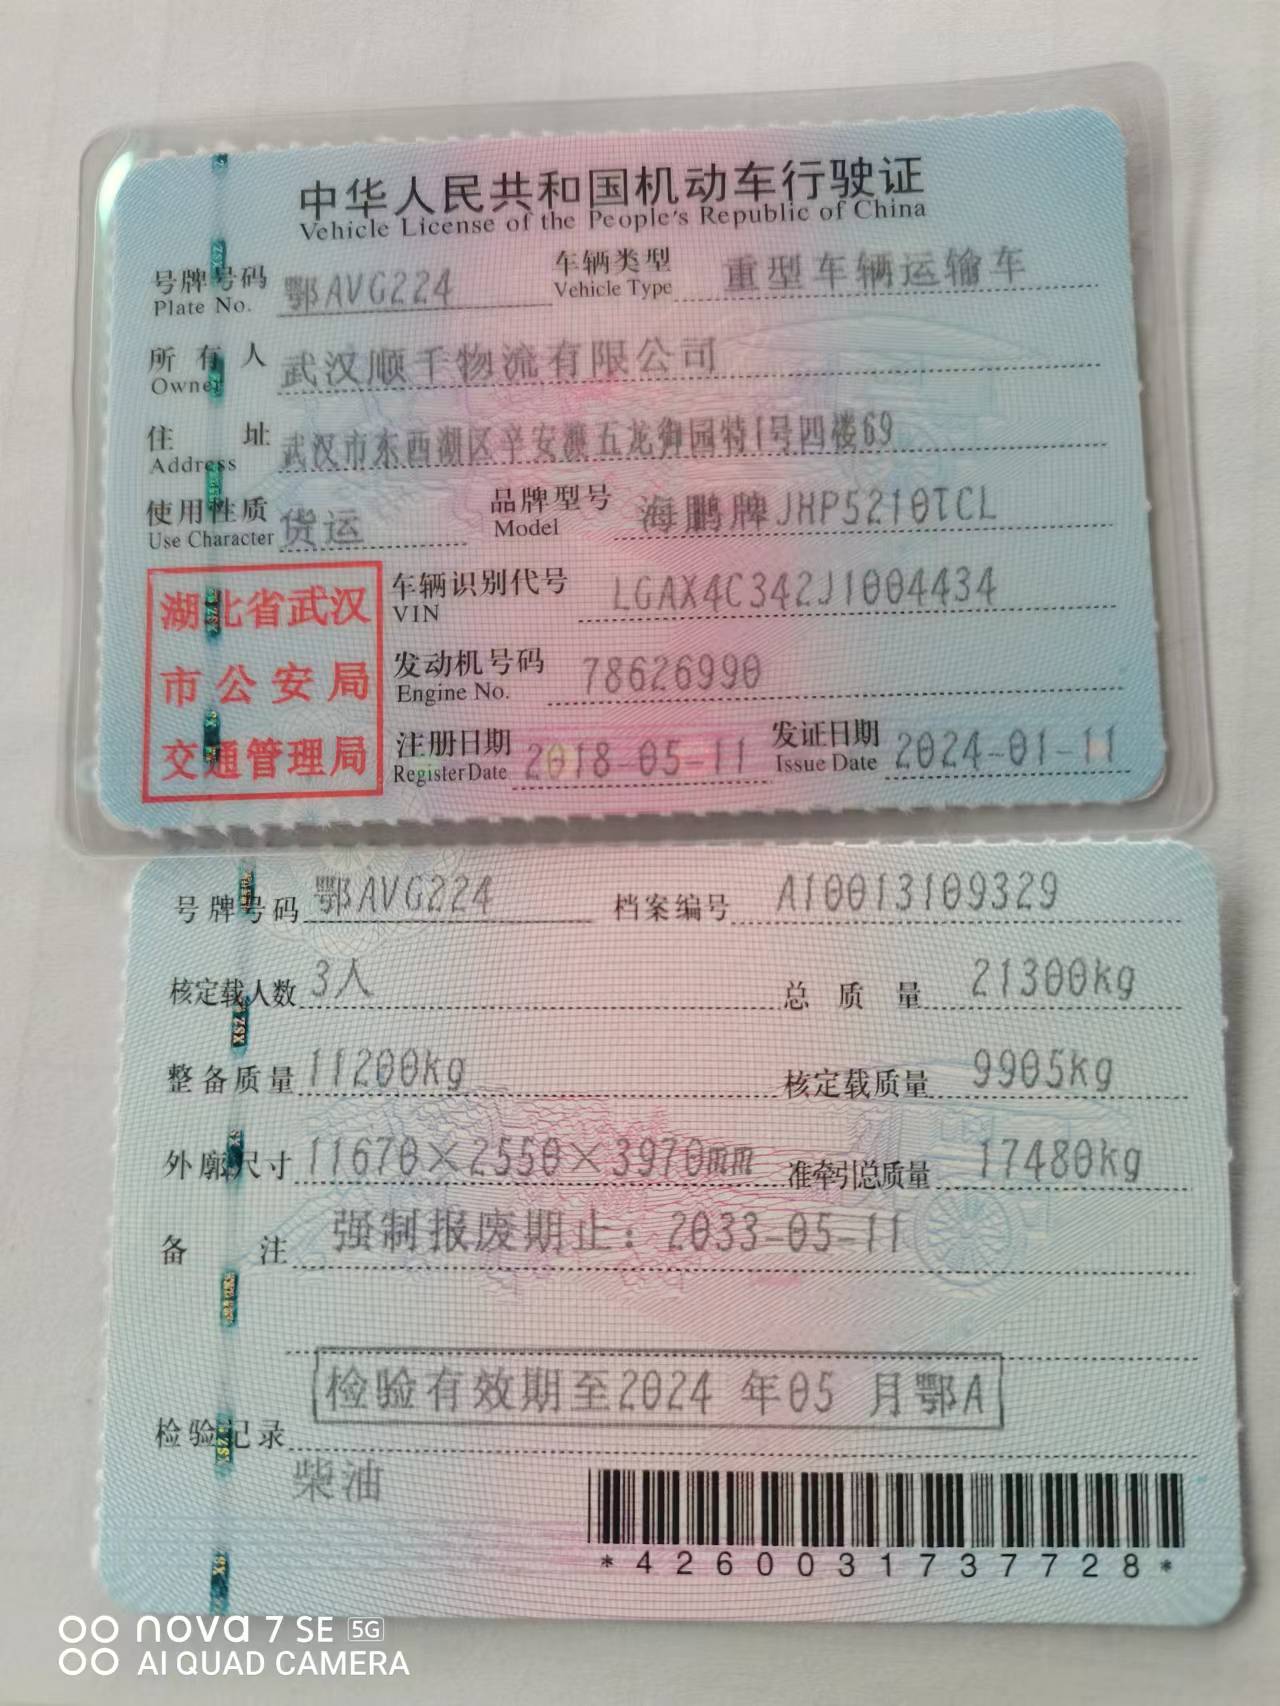 中华人民共和国机动车行驶证
Vehicle License of the People's Republic of China
号牌号码 鄂AVG224 车辆类型 重型车辆运输车
Plate No. Vehicle Type
所有人 武汉顺千物流有限公司
Owner
住址 武汉市东西湖区辛安渡五龙御园特1号四楼69
Address
使用性质 货运 品牌型号 海鹏牌JHP5210TCL
Use Character Model
湖北省武汉市公安局交通管理局
车辆识别代号 LGAX4C342J1004434
VIN
发动机号码 78626990
Engine No.
注册日期 2018-05-11 发证日期 2024-01-11
Register Date Issue Date
号牌号码 鄂AVG224 档案编号 A10013109329
核定载人数 3人 总质量 21300kg
整备质量 11200kg 核定载质量 9905kg
外廓尺寸 11670×2550×3970mm 准牵引总质量 17480kg
备注 强制报废期止：2033-05-11
检验有效期至2024 年05 月鄂A
检验记录
柴油
*4260031737728*
nova 7 SE 5G
AI QUAD CAMERA